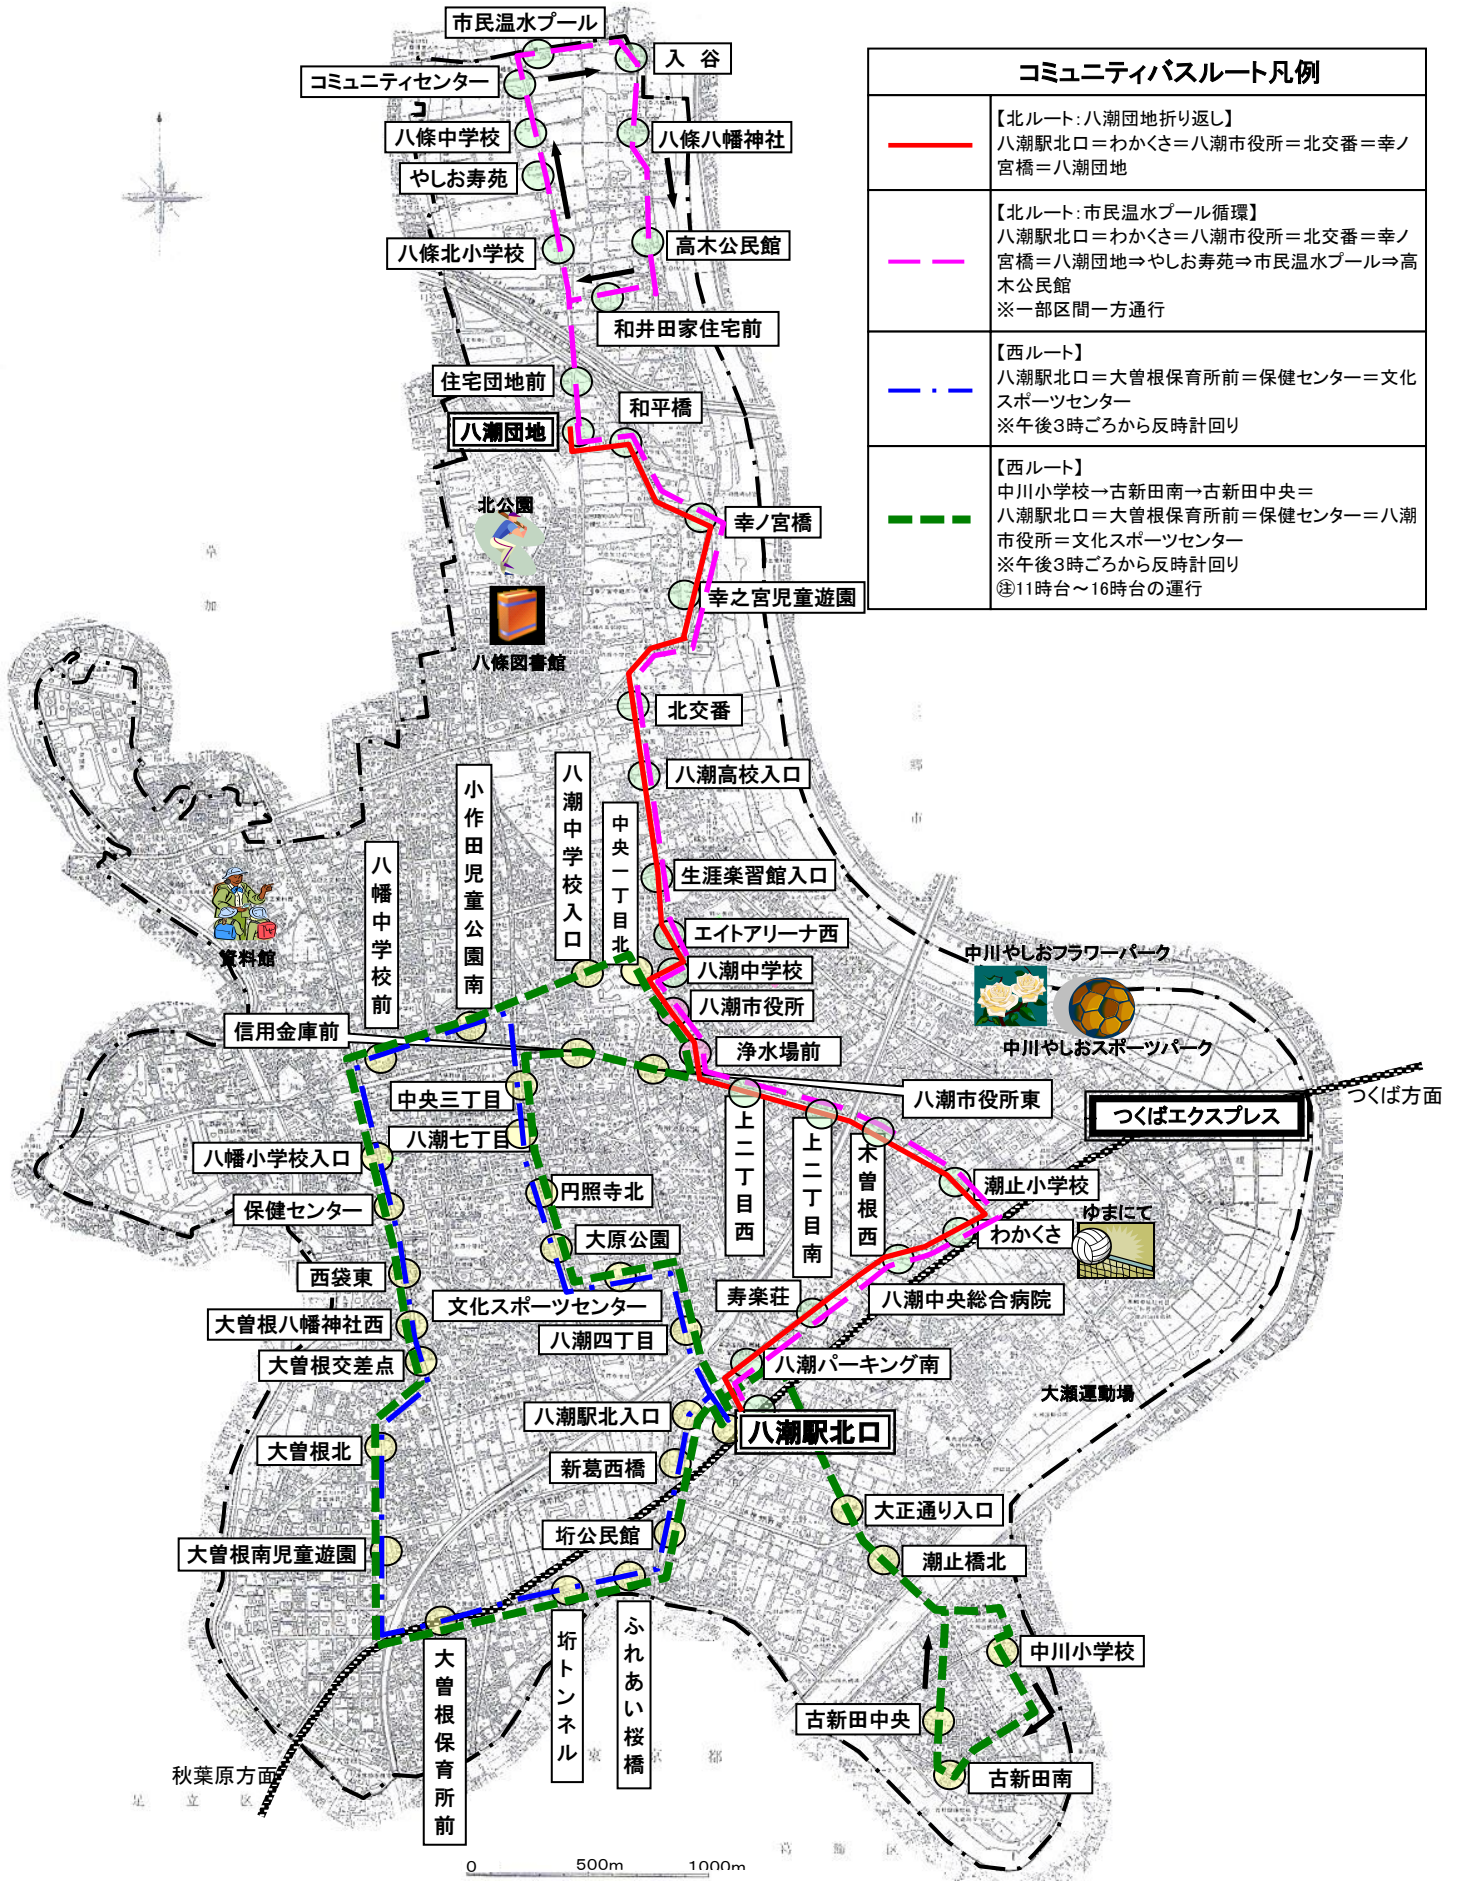 市民温水プール
入 谷
コミュニティセンター
八條中学校
八條八幡神社
やしお寿苑
八條北小学校
高木公民館
和井田家住宅前
住宅団地前
和平橋
八潮団地
北公園
幸ノ宮橋
幸之宮児童遊園
八條図書館
北交番
八潮高校入口
小作田児童公園南
八潮中学校入口
中央一丁目北
八幡中学校前
生涯楽習館入口
エイトアリーナ西
八潮中学校
八潮市役所
浄水場前
資料館
信用金庫前
中川やしおフラワーパーク
中川やしおスポーツパーク
中央三丁目
八潮七丁目
八潮市役所東
つくばエクスプレス
つくば方面
八幡小学校入口
保健センター
円照寺北
上二丁目西
上二丁目南
木曽根西
潮止小学校
わかくさ
ゆまにて
西袋東
大原公園
文化スポーツセンター
大曽根八幡神社西
大曽根交差点
八潮四丁目
寿楽荘
八潮中央総合病院
八潮パーキング南
大瀬運動場
八潮駅北入口
八潮駅北口
大曽根北
新葛西橋
垳公民館
大正通り入口
潮止橋北
大曽根南児童遊園
中川小学校
古新田中央
古新田南
大曽根保育所前
垳トンネル
ふれあい桜橋
秋葉原方面
草
加
郷
市
東 京 都
足 立 区
葛 飾 区
0 500m 1000m
コミュニティバスルート凡例
【北ルート：八潮団地折り返し】
八潮駅北口＝わかくさ＝八潮市役所＝北交番＝幸ノ
宮橋＝八潮団地
【北ルート：市民温水プール循環】
八潮駅北口＝わかくさ＝八潮市役所＝北交番＝幸ノ
宮橋＝八潮団地⇒やしお寿苑⇒市民温水プール⇒高
木公民館
※一部区間一方通行
【西ルート】
八潮駅北口＝大曽根保育所前＝保健センター＝文化
スポーツセンター
※午後３時ごろから反時計回り
【西ルート】
中川小学校→古新田南→古新田中央＝
八潮駅北口＝大曽根保育所前＝保健センター＝八潮
市役所＝文化スポーツセンター
※午後３時ごろから反時計回り
㊟11時台～16時台の運行